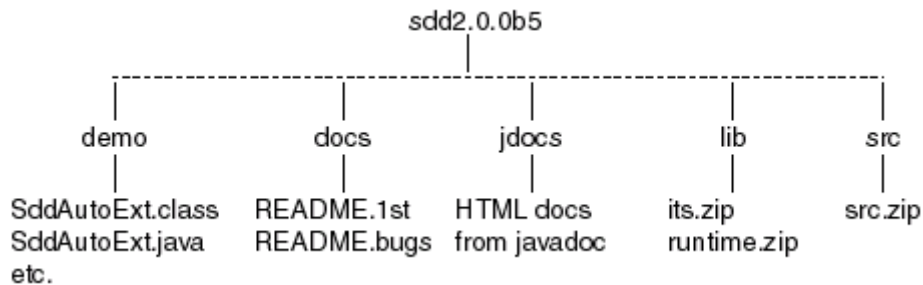 sdd2.0.0b5
demo docs jdocs lib src
SddAutoExt.class README.1st HTML docs its.zip src.zip
SddAutoExt.java README.bugs from javadoc runtime.zip
etc.